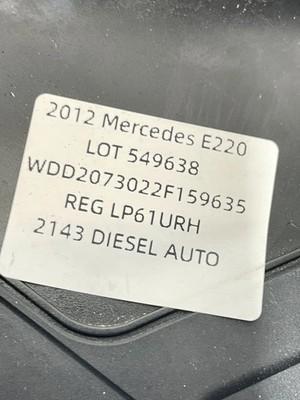 2012 Mercedes E220
LOT 549638
WDD2073022F159635
REG LP61URH
2143 DIESEL AUTO